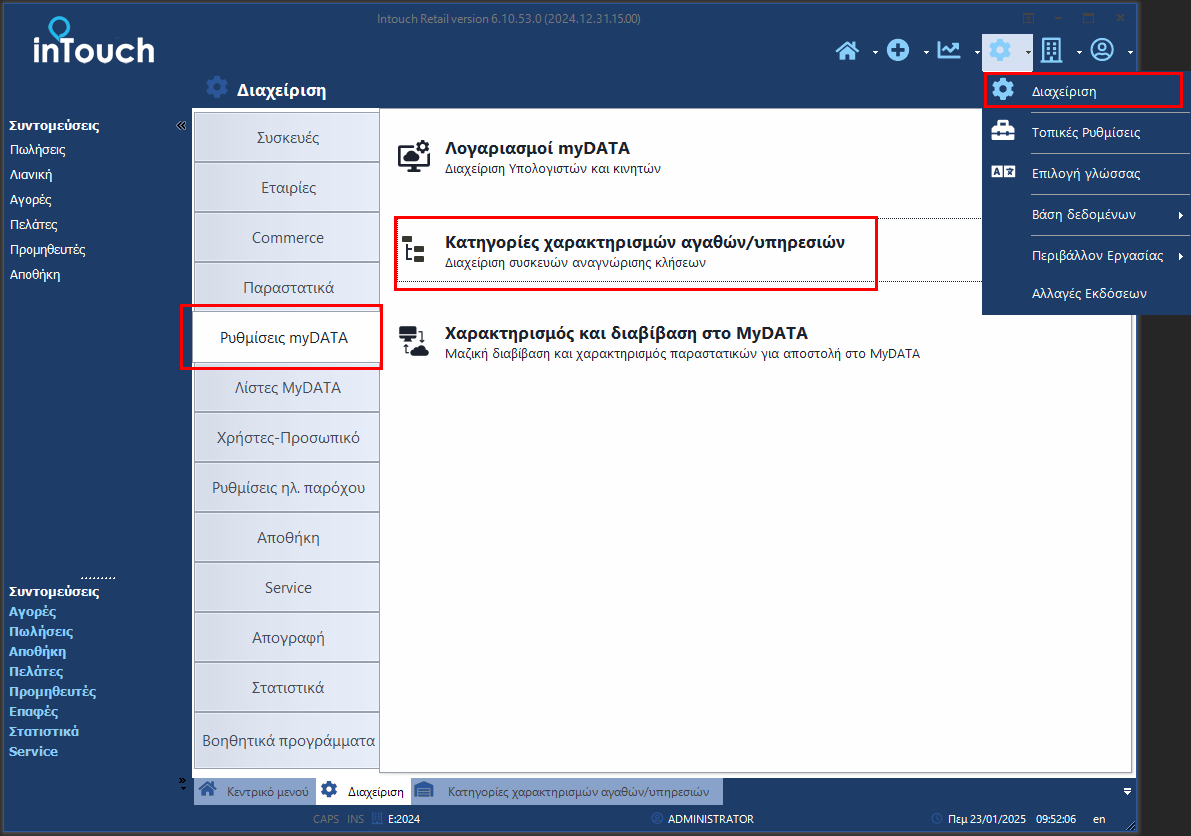 Intouch Retail version 6.10.53.0 (2024.12.31.15.00)
inTouch
Διαχείριση
Διαχείριση
Τοπικές Ρυθμίσεις
Επιλογή γλώσσας
Βάση δεδομένων
Περιβάλλον Εργασίας
Αλλαγές Εκδόσεων
Συντομεύσεις
Πωλήσεις
Λιανική
Αγορές
Πελάτες
Προμηθευτές
Αποθήκη
Συσκευές
Εταιρίες
Commerce
Παραστατικά
Ρυθμίσεις myDATA
Λίστες MyDATA
Χρήστες-Προσωπικό
Ρυθμίσεις ηλ. παρόχου
Αποθήκη
Service
Απογραφή
Στατιστικά
Βοηθητικά προγράμματα
Λογαριασμοί myDATA
Διαχείριση Υπολογιστών και κινητών
Κατηγορίες χαρακτηρισμών αγαθών/υπηρεσιών
Διαχείριση συσκευών αναγνώρισης κλήσεων
Χαρακτηρισμός και διαβίβαση στο MyDATA
Μαζική διαβίβαση και χαρακτηρισμός παραστατικών για αποστολή στο MyDATA
Συντομεύσεις
Αγορές
Πωλήσεις
Αποθήκη
Πελάτες
Προμηθευτές
Επαφές
Στατιστικά
Service
Κεντρικό μενού
Διαχείριση
Κατηγορίες χαρακτηρισμών αγαθών/υπηρεσιών
CAPS INS E:2024 ADMINISTRATOR Πεμ 23/01/2025 09:52:06 en